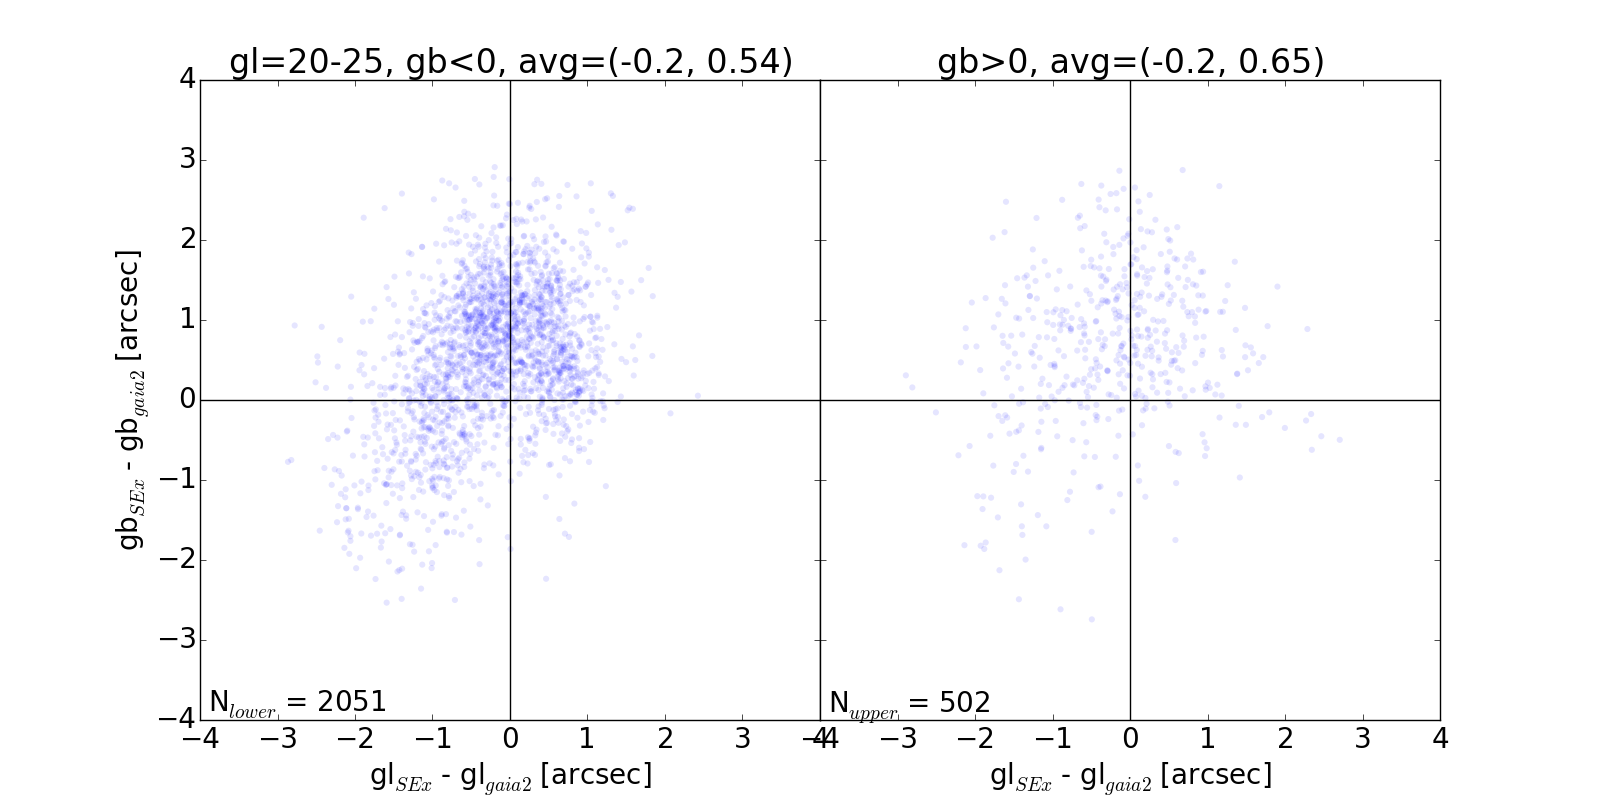 gl=20-25, gb<0, avg=(-0.2, 0.54)
gb>0, avg=(-0.2, 0.65)
4
3
2
1
0
−1
−2
−3
−4
gb_SEx - gb_gaia2 [arcsec]
N_lower = 2051
N_upper = 502
−4 −3 −2 −1 0 1 2 3 4
−4 −3 −2 −1 0 1 2 3 4
gl_SEx - gl_gaia2 [arcsec]
gl_SEx - gl_gaia2 [arcsec]